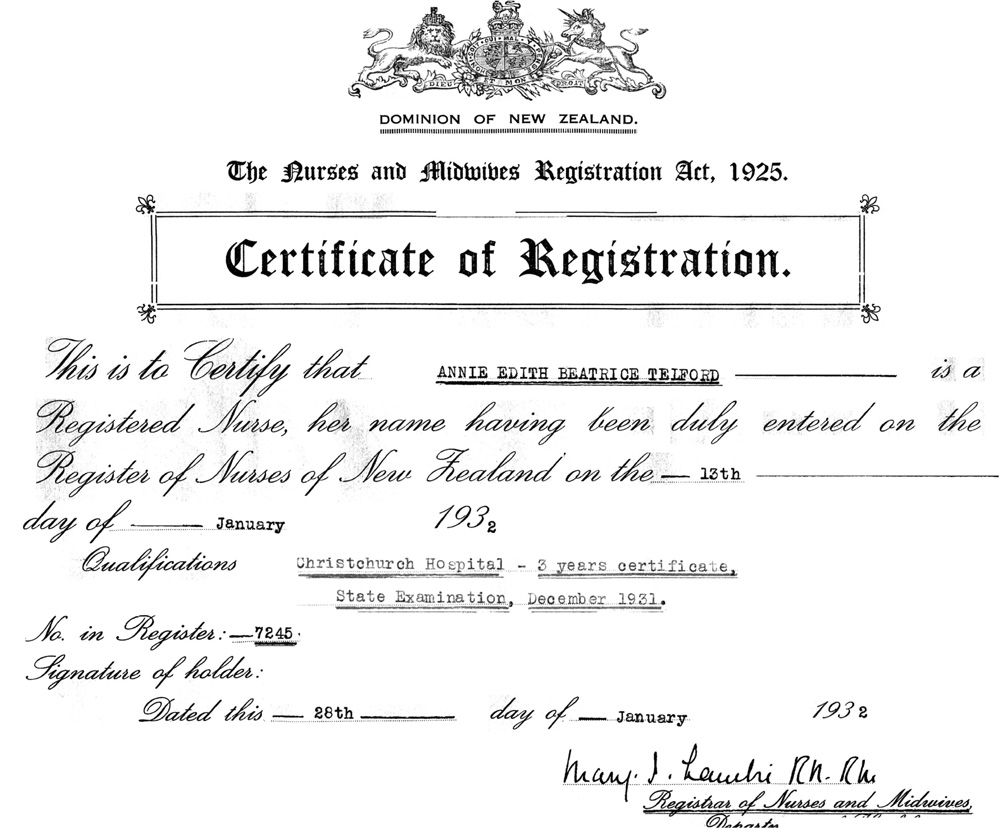 SOIT QUI MAL Y
DIEU ET MON DROIT
DOMINION OF NEW ZEALAND.
The Nurses and Midwives Registration Act, 1925.
Certificate of Registration.
This is to Certify that ANNIE EDITH BEATRICE TELFORD is a
Registered Nurse, her name having been duly entered on the
Register of Nurses of New Zealand on the 13th
day of January 1932
Qualifications Christchurch Hospital - 3 years certificate,
State Examination, December 1931.
No. in Register: 7245.
Signature of holder:
Dated this 28th day of January 1932
Mary. I. Lambie RN. RM.
Registrar of Nurses and Midwives,